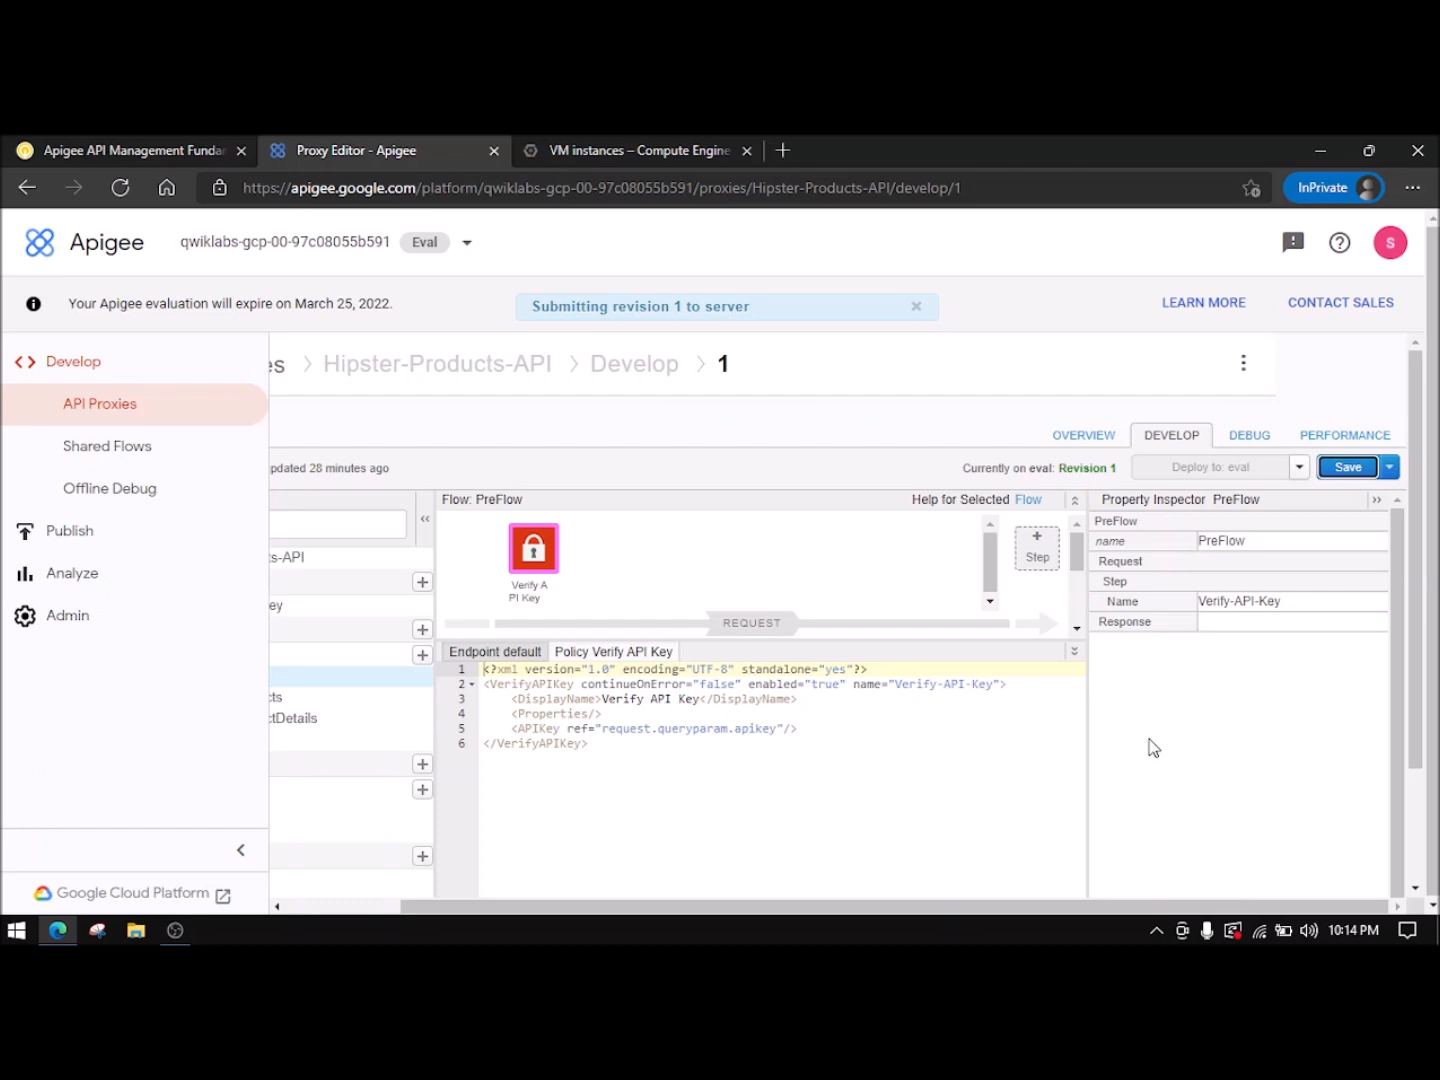 Apigee API Management Funda
Proxy Editor - Apigee
VM instances – Compute Engine
https://apigee.google.com/platform/qwiklabs-gcp-00-97c08055b591/proxies/Hipster-Products-API/develop/1
InPrivate
Apigee
qwiklabs-gcp-00-97c08055b591
Eval
S
Your Apigee evaluation will expire on March 25, 2022.
Submitting revision 1 to server
LEARN MORE
CONTACT SALES
Develop
API Proxies
Shared Flows
Offline Debug
Publish
Analyze
Admin
Google Cloud Platform
es > Hipster-Products-API > Develop > 1
OVERVIEW
DEVELOP
DEBUG
PERFORMANCE
pdated 28 minutes ago
Currently on eval: Revision 1
Deploy to: eval
Save
s-API
ey
ts
tDetails
Flow: PreFlow
Help for Selected Flow
Verify A
PI Key
+
Step
REQUEST
Endpoint default
Policy Verify API Key
1 <?xml version="1.0" encoding="UTF-8" standalone="yes"?>
2 <VerifyAPIKey continueOnError="false" enabled="true" name="Verify-API-Key">
3 <DisplayName>Verify API Key</DisplayName>
4 <Properties/>
5 <APIKey ref="request.queryparam.apikey"/>
6 </VerifyAPIKey>
Property Inspector PreFlow
PreFlow
name PreFlow
Request
Step
Name Verify-API-Key
Response
10:14 PM